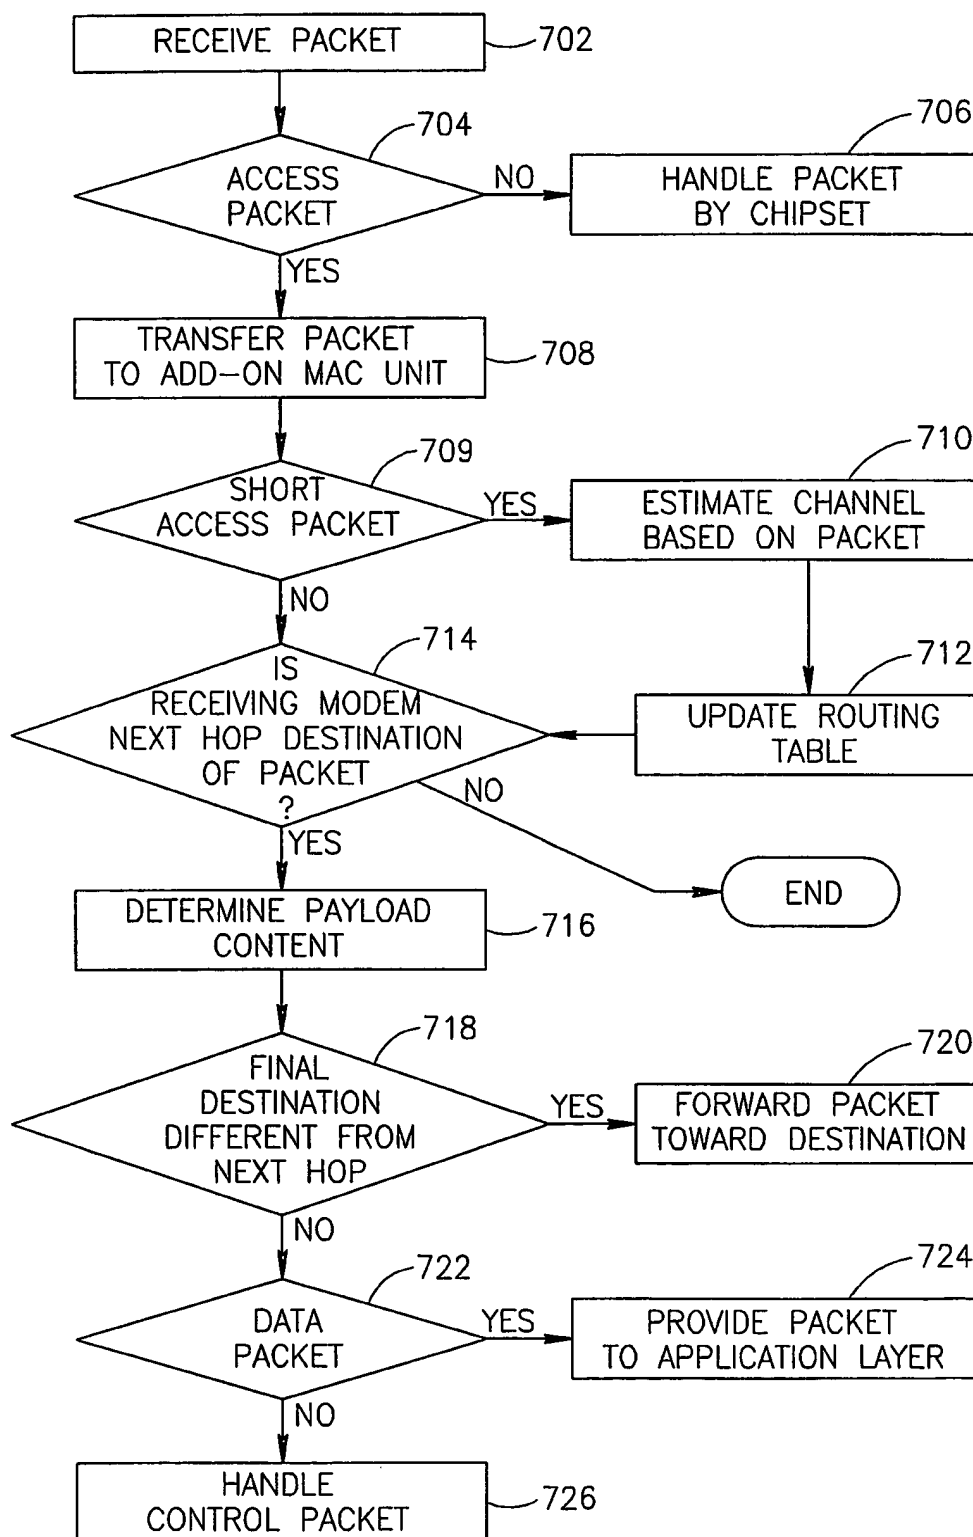 RECEIVE PACKET
702
704
ACCESS
PACKET
NO
706
HANDLE PACKET
BY CHIPSET
YES
TRANSFER PACKET
TO ADD-ON MAC UNIT
708
709
SHORT
ACCESS PACKET
YES
710
ESTIMATE CHANNEL
BASED ON PACKET
NO
714
IS
RECEIVING MODEM
NEXT HOP DESTINATION
OF PACKET
?
712
UPDATE ROUTING
TABLE
NO
YES
END
DETERMINE PAYLOAD
CONTENT
716
718
FINAL
DESTINATION
DIFFERENT FROM
NEXT HOP
YES
720
FORWARD PACKET
TOWARD DESTINATION
NO
722
DATA
PACKET
YES
724
PROVIDE PACKET
TO APPLICATION LAYER
NO
HANDLE
CONTROL PACKET
726